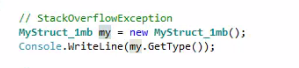 // StackOverflowException
MyStruct_1mb my = new MyStruct_1mb();
Console.WriteLine(my.GetType());